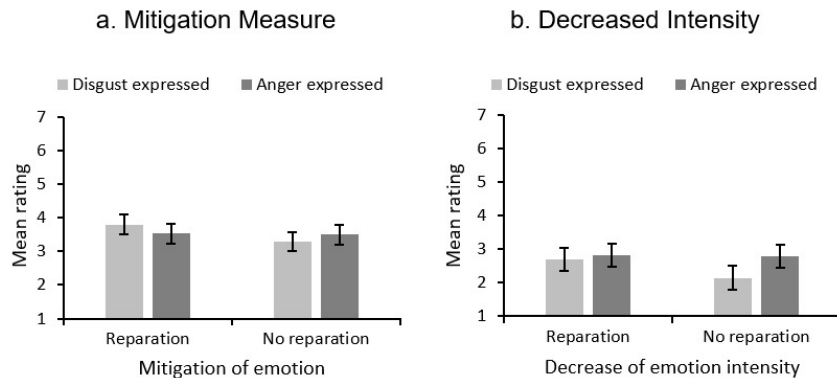 a. Mitigation Measure
Disgust expressed Anger expressed
Mean rating
7
6
5
4
3
2
1
Reparation No reparation
Mitigation of emotion
b. Decreased Intensity
Disgust expressed Anger expressed
Mean rating
7
6
5
4
3
2
1
Reparation No reparation
Decrease of emotion intensity